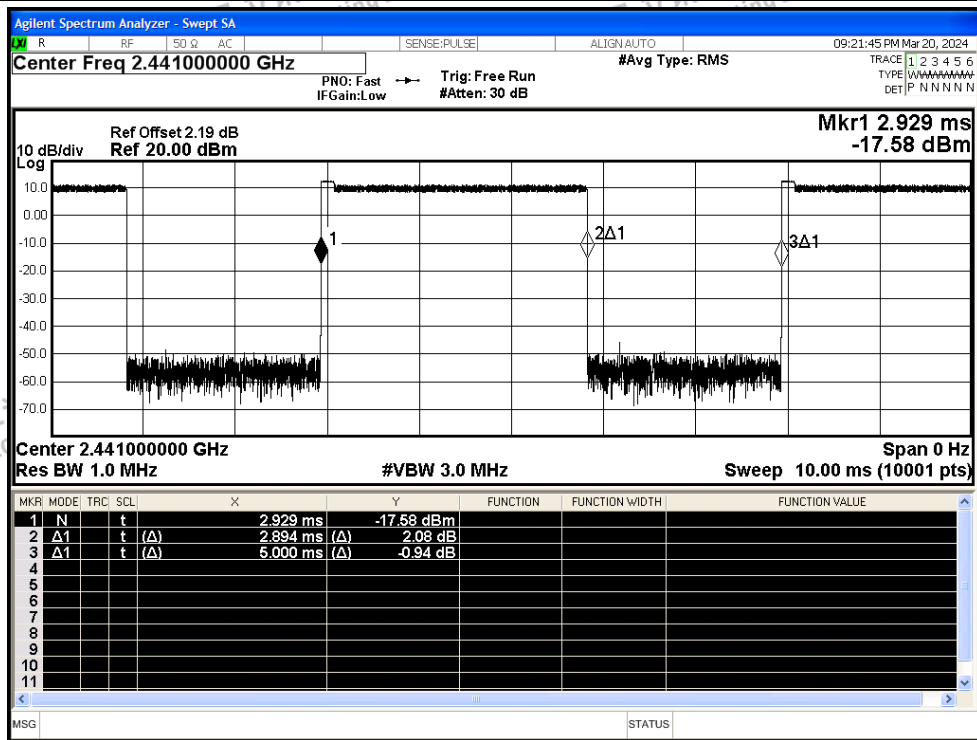 Agilent Spectrum Analyzer - Swept SA
LXI R RF 50 Ω AC SENSE:PULSE ALIGN AUTO 09:21:45 PM Mar 20, 2024
Center Freq 2.441000000 GHz #Avg Type: RMS TRACE 1 2 3 4 5 6
PNO: Fast Trig: Free Run TYPE
IFGain:Low #Atten: 30 dB DET P N N N N N
Mkr1 2.929 ms
-17.58 dBm
Ref Offset 2.19 dB
10 dB/div Ref 20.00 dBm
Log
10.0
0.00
-10.0
-20.0
-30.0
-40.0
-50.0
-60.0
-70.0
1
2Δ1
3Δ1
Center 2.441000000 GHz Span 0 Hz
Res BW 1.0 MHz #VBW 3.0 MHz Sweep 10.00 ms (10001 pts)
MKR MODE TRC SCL X Y FUNCTION FUNCTION WIDTH FUNCTION VALUE
1 N t 2.929 ms -17.58 dBm
2 Δ1 t (Δ) 2.894 ms (Δ) 2.08 dB
3 Δ1 t (Δ) 5.000 ms (Δ) -0.94 dB
4
5
6
7
8
9
10
11
MSG STATUS